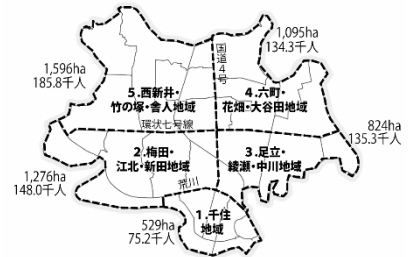 1,095ha
134.3千人
国道4号
1,596ha
185.8千人
5.西新井・
竹の塚・舎人地域
4.六町・
花畑・大谷田地域
環状七号線
824ha
135.3千人
2.梅田・
江北・新田地域
3.足立・
綾瀬・中川地域
1,276ha
148.0千人
荒川
1.千住
地域
529ha
75.2千人